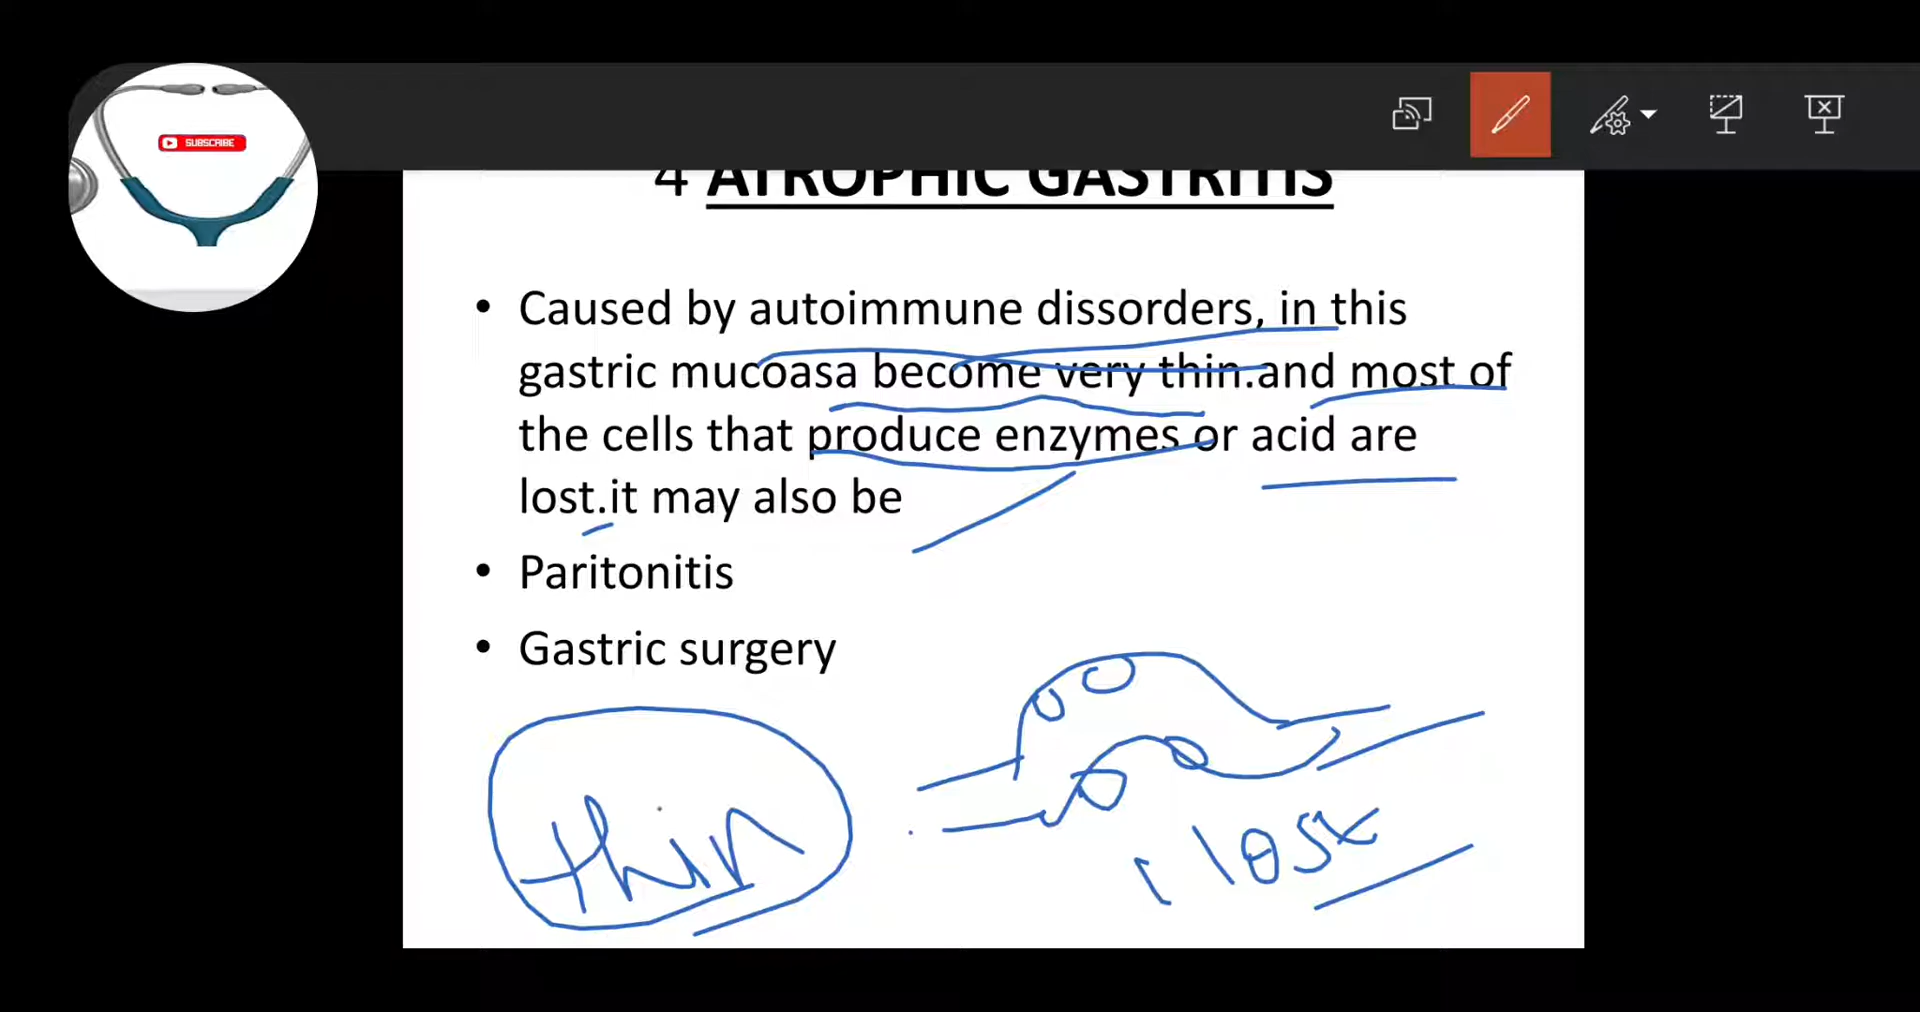 SUBSCRIBE
4 ATROPHIC GASTRITIS
• Caused by autoimmune dissorders, in this
gastric mucoasa become very thin.and most of
the cells that produce enzymes or acid are
lost.it may also be
• Paritonitis
• Gastric surgery
thin
lost